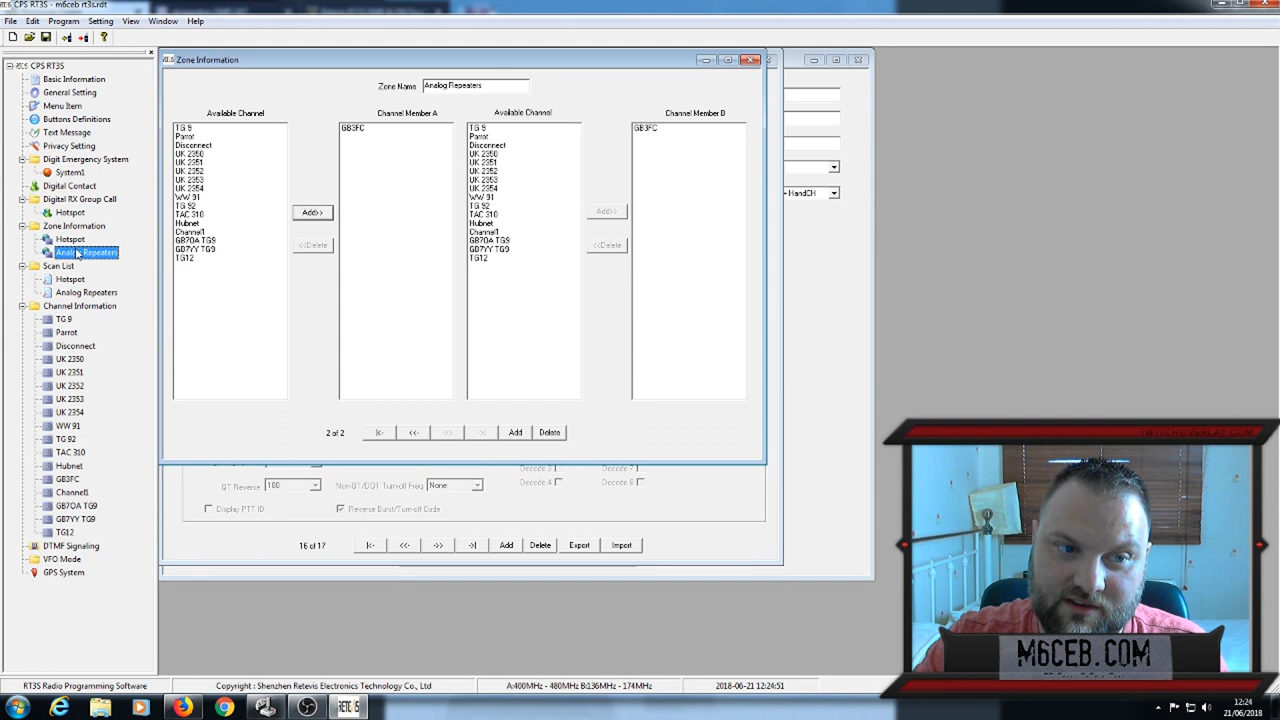 CPS RT3S - m6ceb rt3s.rdt
File Edit Program Setting View Window Help
CPS RT3S
Basic Information
General Setting
Menu Item
Buttons Definitions
Text Message
Privacy Setting
Digit Emergency System
System1
Digital Contact
Digital RX Group Call
Hotspot
Zone Information
Hotspot
Analog Repeaters
Scan List
Hotspot
Analog Repeaters
Channel Information
TG 9
Parrot
Disconnect
UK 2350
UK 2351
UK 2352
UK 2353
UK 2354
WW 91
TG 92
TAC 310
Hubnet
GB3FC
Channel1
GB7OA TG9
GB7YY TG9
TG12
DTMF Signaling
VFO Mode
GPS System
Zone Information
Zone Name Analog Repeaters
Available Channel Channel Member A Available Channel Channel Member B
TG 9
Parrot
Disconnect
UK 2350
UK 2351
UK 2352
UK 2353
UK 2354
WW 91
TG 92
TAC 310
Hubnet
Channel1
GB7OA TG9
GB7YY TG9
TG12
Add>>
<<Delete
GB3FC
TG 9
Parrot
Disconnect
UK 2350
UK 2351
UK 2352
UK 2353
UK 2354
WW 91
TG 92
TAC 310
Hubnet
Channel1
GB7OA TG9
GB7YY TG9
TG12
Add>>
<<Delete
GB3FC
2 of 2 |<- <<- ->> ->| Add Delete
+ HandCH
Decode 4
QT Reverse 180 Non-QT/DQT Turn-off Freq None
Display PTT ID Reverse Burst/Turn-off Code
16 of 17 |<- <<- ->> ->| Add Delete Export Import
TWITCHOVERLAY.COM
M6CEB.COM
RT3S Radio Programming Software Copyright : Shenzhen Retevis Electronics Technology Co., Ltd A:400MHz - 480MHz B:136MHz - 174MHz 2018-06-21 12:24:51
RETEVIS
12:24
21/06/2018